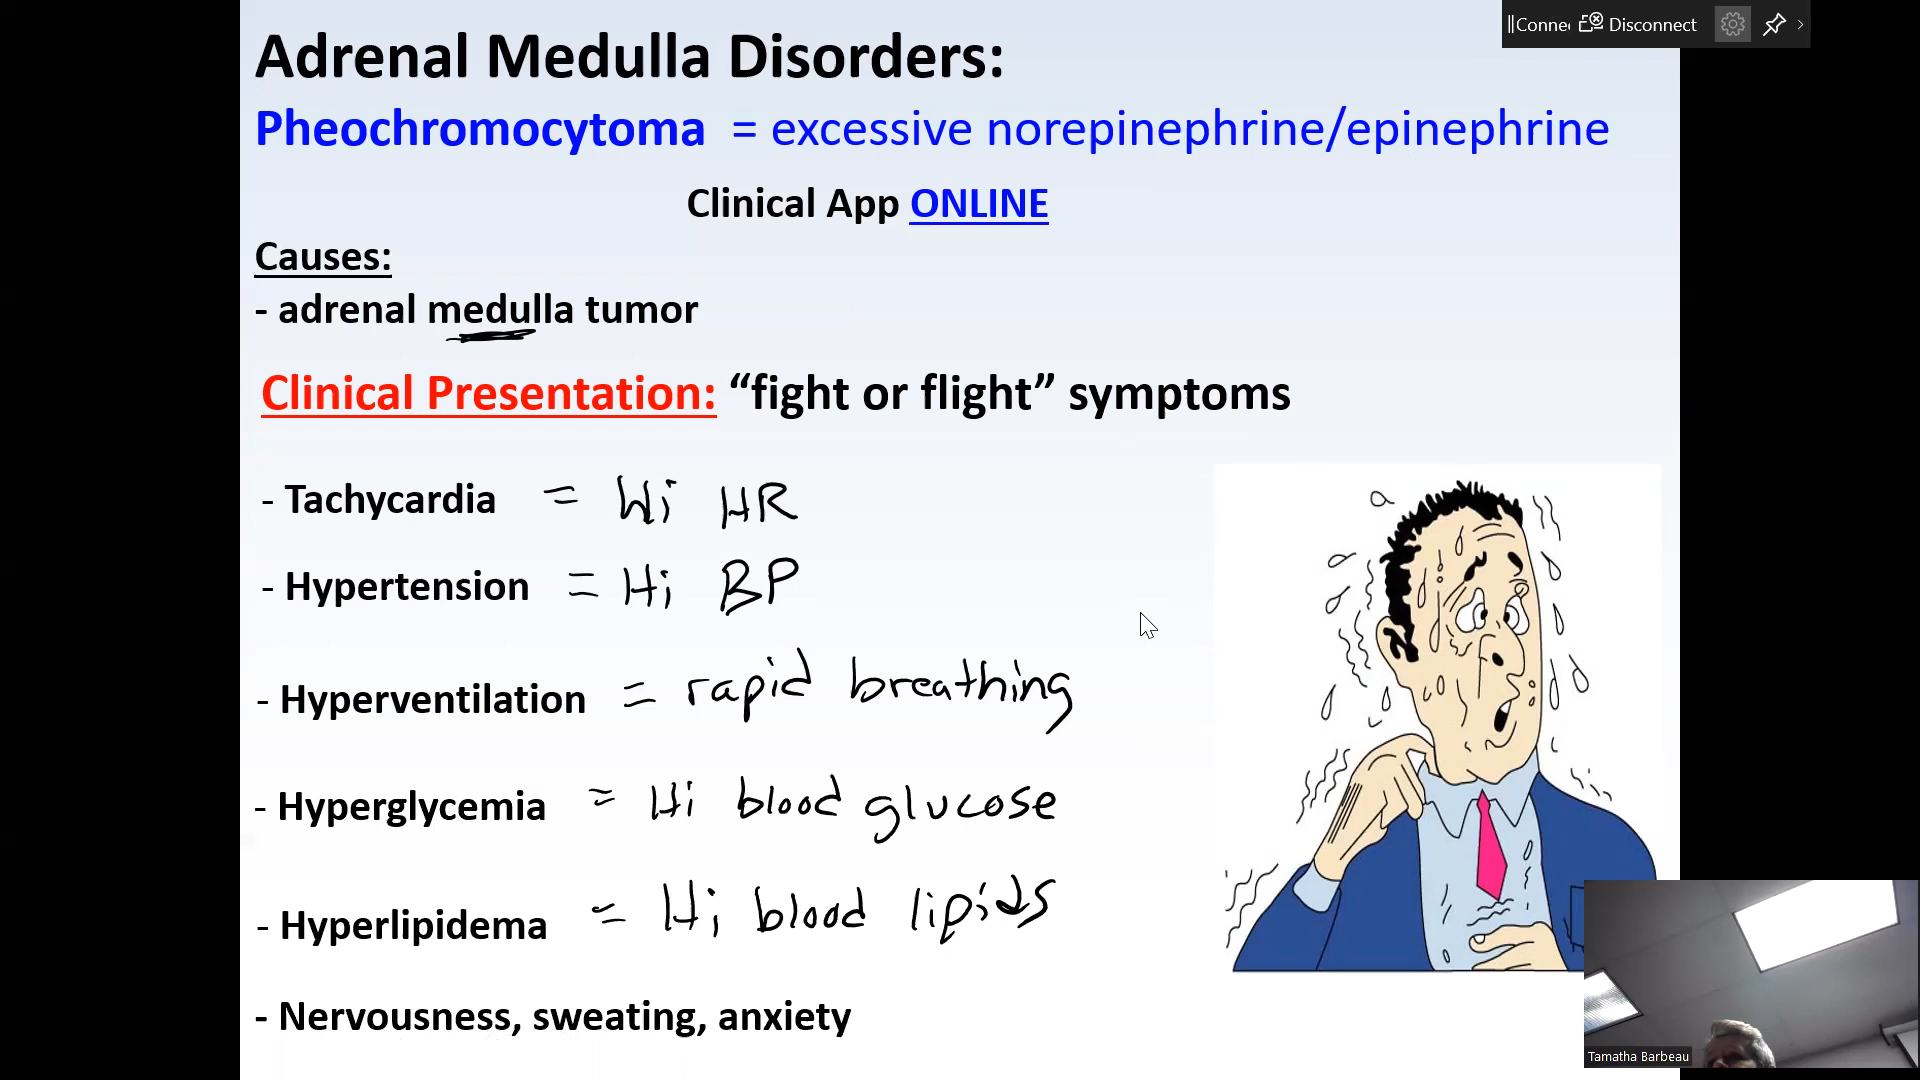 Conne Disconnect
Adrenal Medulla Disorders:
Pheochromocytoma = excessive norepinephrine/epinephrine
Clinical App ONLINE
Causes:
- adrenal medulla tumor
Clinical Presentation: “fight or flight” symptoms
- Tachycardia = Hi HR
- Hypertension = Hi BP
- Hyperventilation = rapid breathing
- Hyperglycemia = Hi blood glucose
- Hyperlipidema = Hi blood lipids
- Nervousness, sweating, anxiety
Tamatha Barbeau